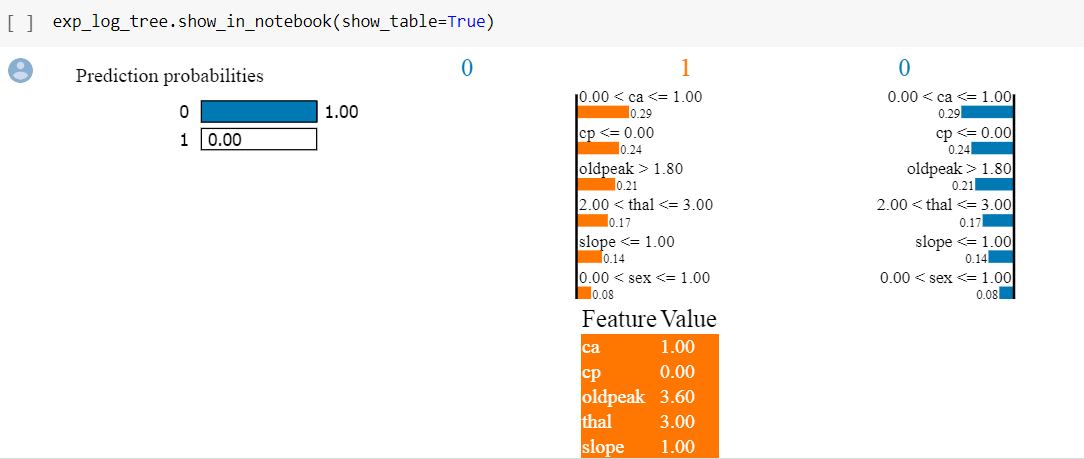 [ ] exp_log_tree.show_in_notebook(show_table=True)
Prediction probabilities
0 1.00
1 0.00
0 1
0.00 < ca <= 1.00
0.29
cp <= 0.00
0.24
oldpeak > 1.80
0.21
2.00 < thal <= 3.00
0.17
slope <= 1.00
0.14
0.00 < sex <= 1.00
0.08
0
0.00 < ca <= 1.00
0.29
cp <= 0.00
0.24
oldpeak > 1.80
0.21
2.00 < thal <= 3.00
0.17
slope <= 1.00
0.14
0.00 < sex <= 1.00
0.08
Feature Value
ca 1.00
cp 0.00
oldpeak 3.60
thal 3.00
slope 1.00